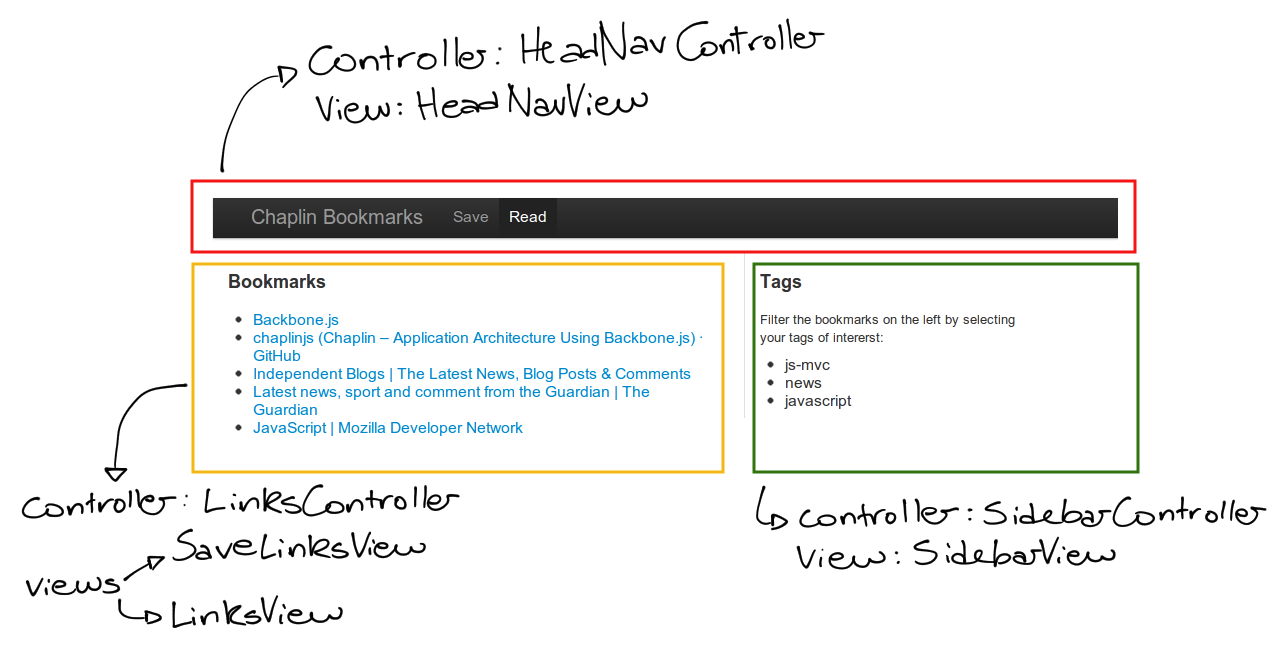 Controller: HeadNavController
View: HeadNavView
Chaplin Bookmarks Save Read
Bookmarks
Backbone.js
chaplinjs (Chaplin – Application Architecture Using Backbone.js) ·
GitHub
Independent Blogs | The Latest News, Blog Posts & Comments
Latest news, sport and comment from the Guardian | The
Guardian
JavaScript | Mozilla Developer Network
Tags
Filter the bookmarks on the left by selecting
your tags of intererst:
js-mvc
news
javascript
Controller: LinksController
Views
SaveLinksView
LinksView
Controller: SidebarController
View: SidebarView